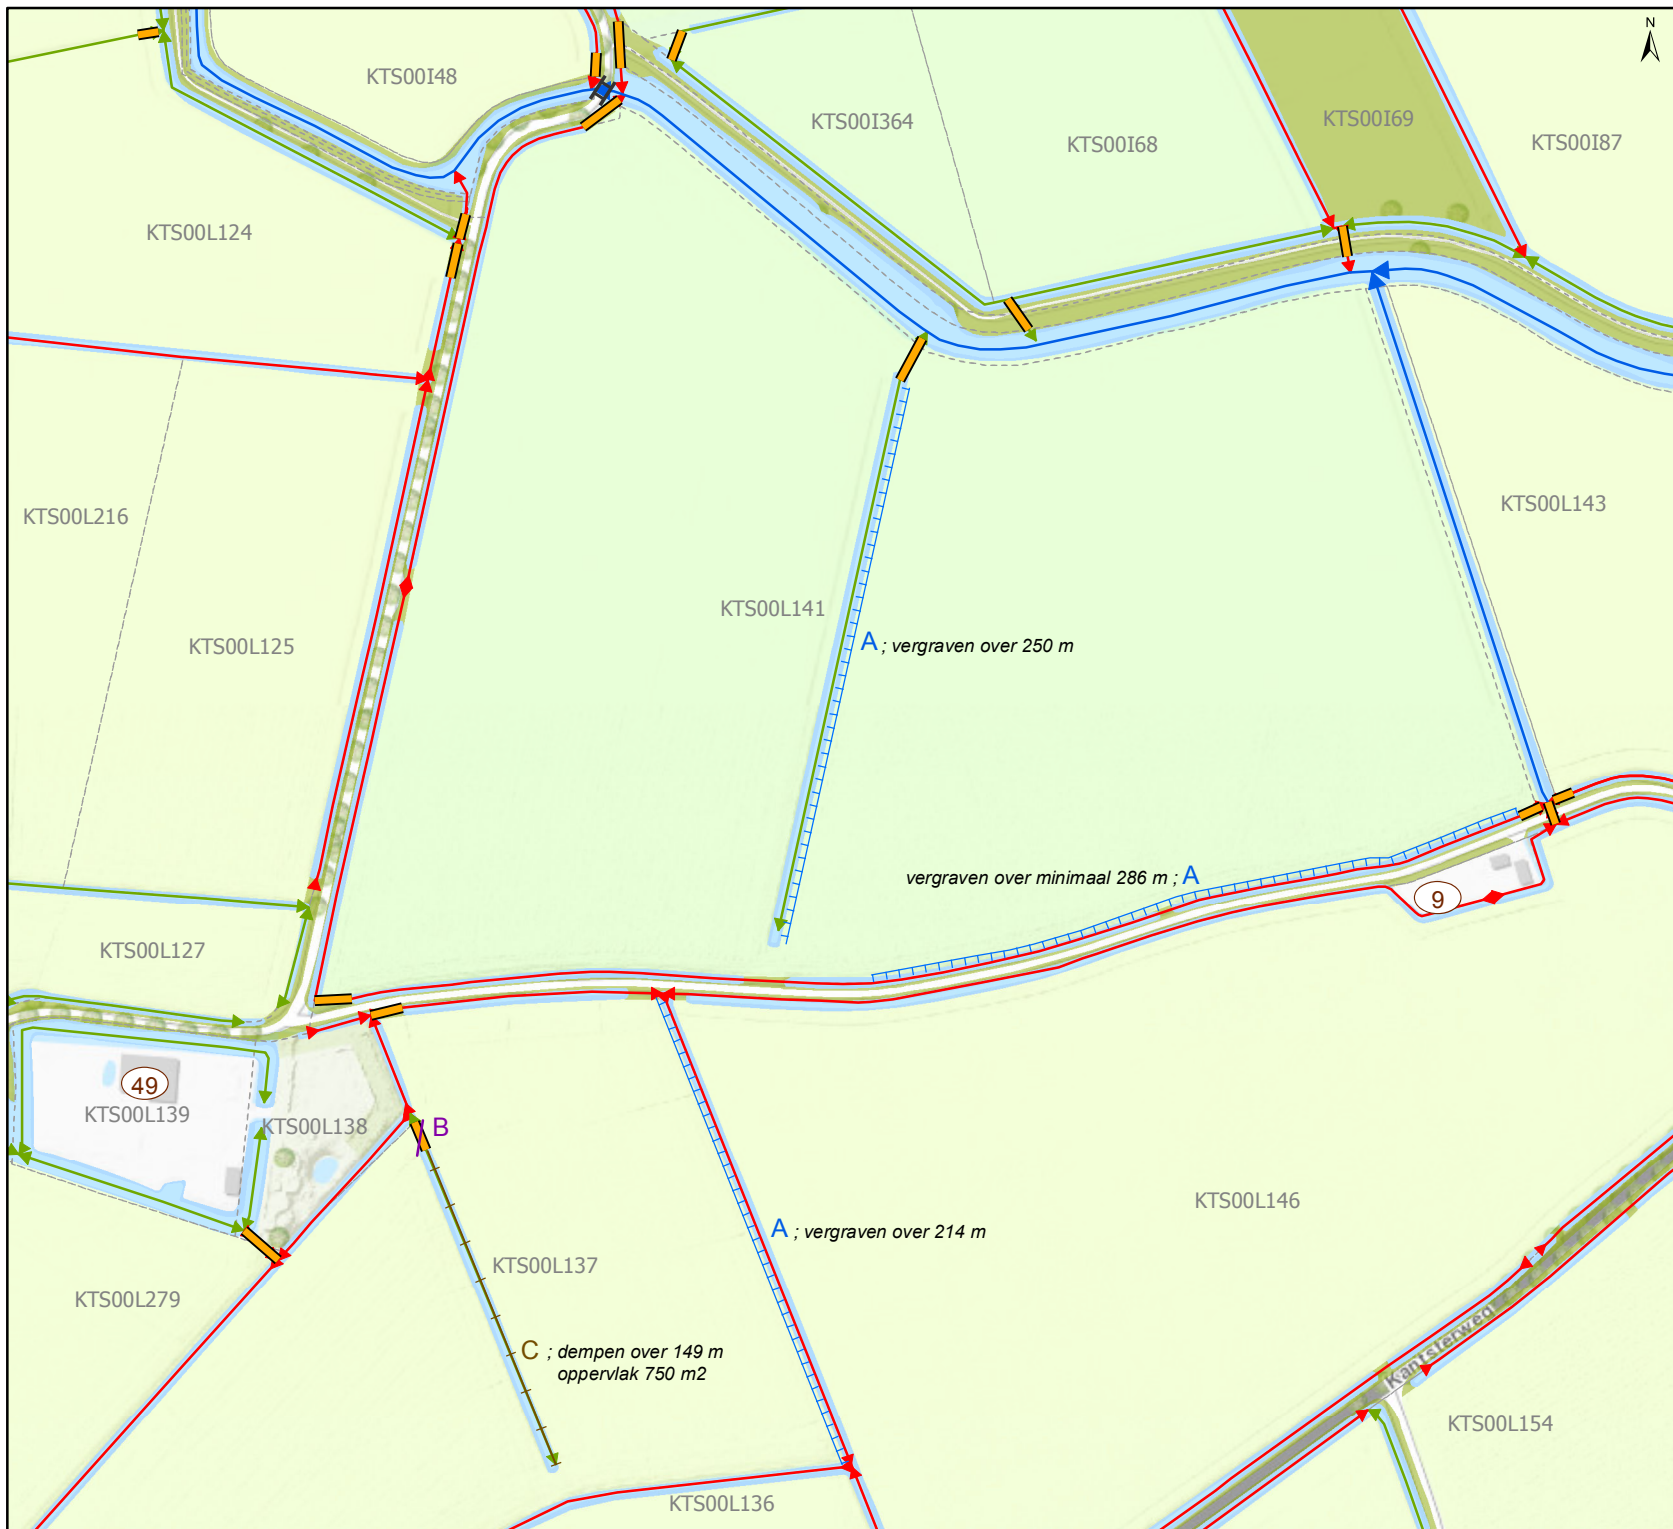 N
KTS00I48
KTS00I364
KTS00I68
KTS00I69
KTS00I87
KTS00L124
KTS00L216
KTS00L125
KTS00L141
KTS00L143
A ; vergraven over 250 m
vergraven over minimaal 286 m ; A
9
KTS00L127
49
KTS00L139
KTS00L138
B
KTS00L146
A ; vergraven over 214 m
KTS00L137
KTS00L279
C ; dempen over 149 m
oppervlak 750 m2
Kantsterweg
KTS00L154
KTS00L136